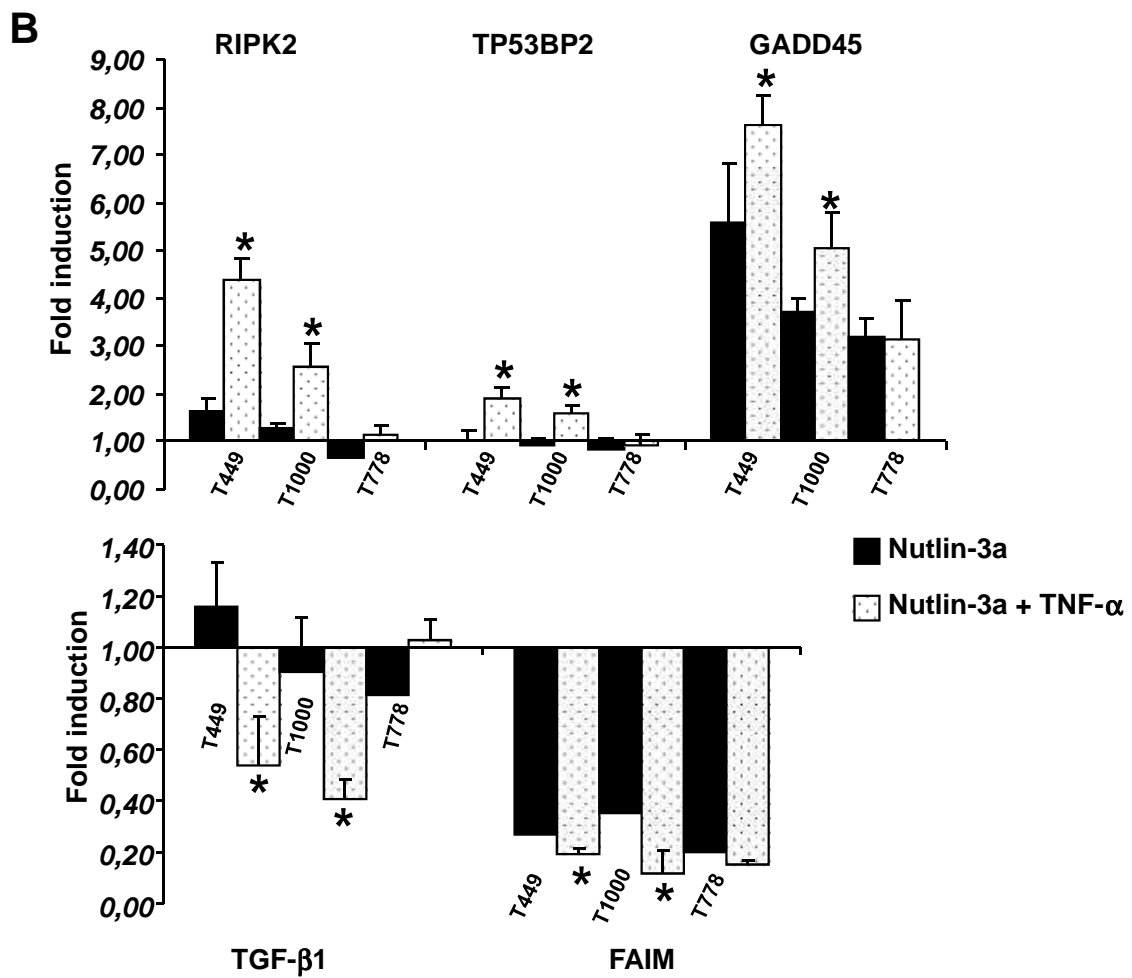 B
RIPK2 TP53BP2 GADD45
9,00
8,00
7,00
6,00
5,00
4,00
3,00
2,00
1,00
0,00
Fold induction
* * * * * *
T449 T1000 T778 T449 T1000 T778 T449 T1000 T778
1,40
1,20
1,00
0,80
0,60
0,40
0,20
0,00
Fold induction
T449 T1000 T778
* * * *
T449 T1000 T778
TGF-β1 FAIM
Nutlin-3a
Nutlin-3a + TNF-α